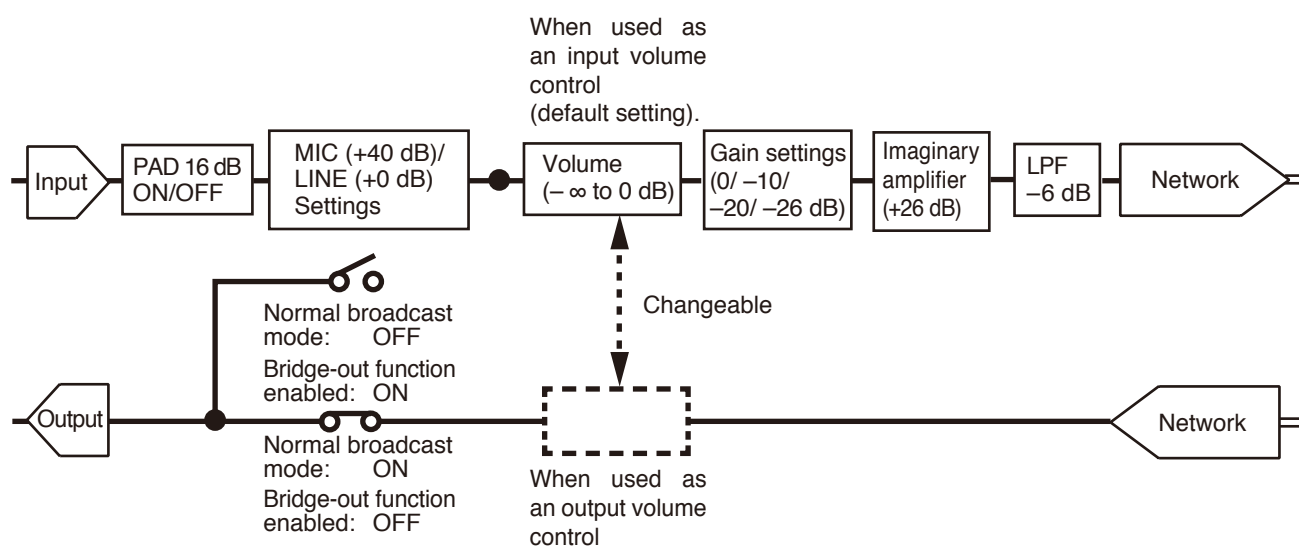 When used as
an input volume
control
(default setting).
Input
PAD 16 dB
ON/OFF
MIC (+40 dB)/
LINE (+0 dB)
Settings
Volume
(– ∞ to 0 dB)
Gain settings
(0/ –10/
–20/ –26 dB)
Imaginary
amplifier
(+26 dB)
LPF
–6 dB
Network
Normal broadcast
mode: OFF
Bridge-out function
enabled: ON
Changeable
Output
Normal broadcast
mode: ON
Bridge-out function
enabled: OFF
When used as
an output volume
control
Network